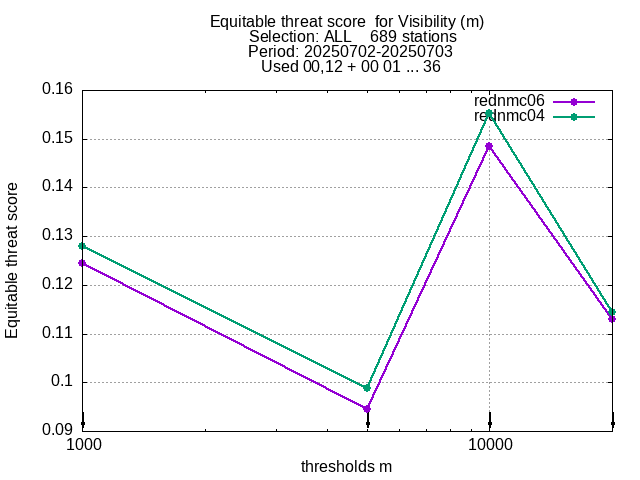 Equitable threat score  for Visibility (m)
Selection: ALL    689 stations
Period: 20250702-20250703
Used 00,12 + 00 01 ... 36
rednmc06
rednmc04
0.16
0.15
0.14
0.13
0.12
0.11
0.1
0.09
Equitable threat score
1000
10000
thresholds m